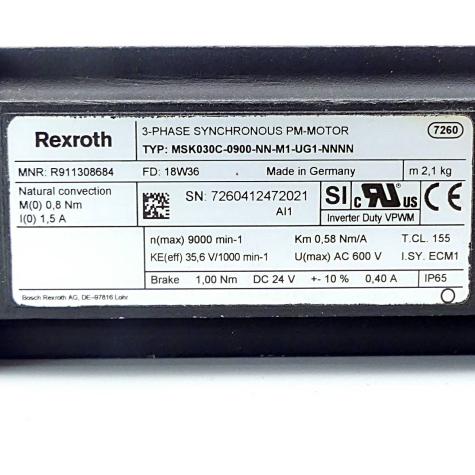 Rexroth
3-PHASE SYNCHRONOUS PM-MOTOR
7260
TYP: MSK030C-0900-NN-M1-UG1-NNNN
MNR: R911308684 FD: 18W36 Made in Germany m 2,1 kg
Natural convection
M(0) 0,8 Nm
I(0) 1,5 A
SN: 7260412472021
AI1
SI c RU US CE
Inverter Duty VPWM
n(max) 9000 min-1 Km 0,58 Nm/A T.CL. 155
KE(eff) 35,6 V/1000 min-1 U(max) AC 600 V I.SY. ECM1
Brake 1,00 Nm DC 24 V +- 10 % 0,40 A IP65
Bosch Rexroth AG, DE-97816 Lohr